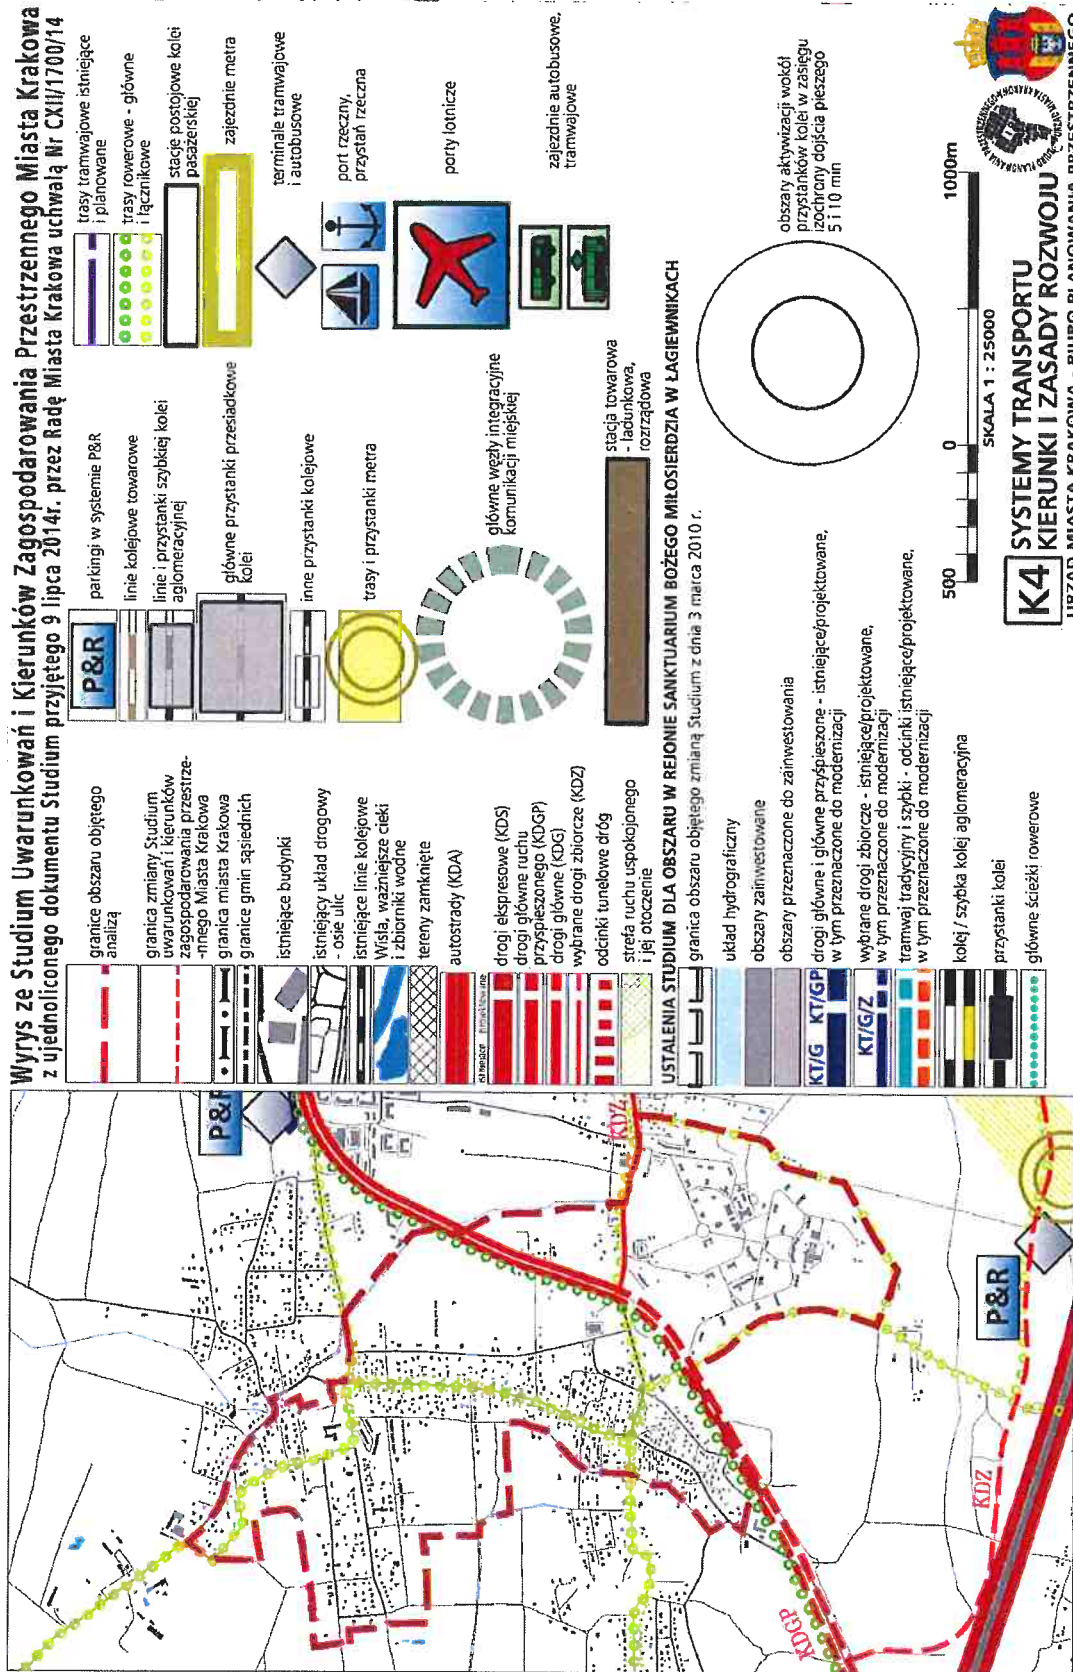 Wyrys ze Studium Uwarunkowań i Kierunków Zagospodarowania Przestrzennego Miasta Krakowa
z ujednoliconego dokumentu Studium przyjętego 9 lipca 2014r. przez Radę Miasta Krakowa uchwałą Nr CXII/1700/14
granice obszaru objętego
analizą
granica zmiany Studium
uwarunkowań i kierunków
zagospodarowania przestrze-
-nnego Miasta Krakowa
granica miasta Krakowa
granice gmin sąsiednich
istniejące budynki
istniejący układ drogowy
- osie ulic
istniejące linie kolejowe
Wisła, ważniejsze cieki
i zbiorniki wodne
tereny zamknięte
autostrady (KDA)
istniejące projektowane
drogi ekspresowe (KDS)
drogi główne ruchu
przyspieszonego (KDGP)
drogi główne (KDG)
wybrane drogi zbiorcze (KDZ)
odcinki tunelowe dróg
strefa ruchu uspokojonego
i jej otoczenie
P&R
parkingi w systemie P&R
linie kolejowe towarowe
linie i przystanki szybkiej kolei
aglomeracyjnej
główne przystanki przesiadkowe
kolei
inne przystanki kolejowe
trasy i przystanki metra
główne węzły integracyjne
komunikacji miejskiej
stacja towarowa
- ładunkowa,
rozrządowa
trasy tramwajowe istniejące
i planowane
trasy rowerowe - główne
i łącznikowe
stacje postojowe kolei
pasażerskiej
zajezdnie metra
terminale tramwajowe
i autobusowe
port rzeczny,
przystań rzeczna
porty lotnicze
zajezdnie autobusowe,
tramwajowe
USTALENIA STUDIUM DLA OBSZARU W REJONIE SANKTUARIUM BOŻEGO MIŁOSIERDZIA W ŁAGIEWNIKACH
granica obszaru objętego zmianą Studium z dnia 3 marca 2010 r.
układ hydrograficzny
obszary zainwestowane
obszary przeznaczone do zainwestowania
KT/G KT/GP
drogi główne i główne przyśpieszone - istniejące/projektowane,
w tym przeznaczone do modernizacji
KT/G/Z
wybrane drogi zbiorcze - istniejące/projektowane,
w tym przeznaczone do modernizacji
tramwaj tradycyjny i szybki - odcinki istniejące/projektowane,
w tym przeznaczone do modernizacji
kolej / szybka kolej aglomeracyjna
przystanki kolei
główne ścieżki rowerowe
obszary aktywizacji wokół
przystanków kolei w zasięgu
izochrony dojścia pieszego
5 i 10 min
500 0 1000m
SKALA 1 : 25000
K4
SYSTEMY TRANSPORTU
KIERUNKI I ZASADY ROZWOJU
URZĄD MIASTA KRAKOWA - BIURO PLANOWANIA PRZESTRZENNEGO
P&R
KDZ
P&R
KDZ
KDGP